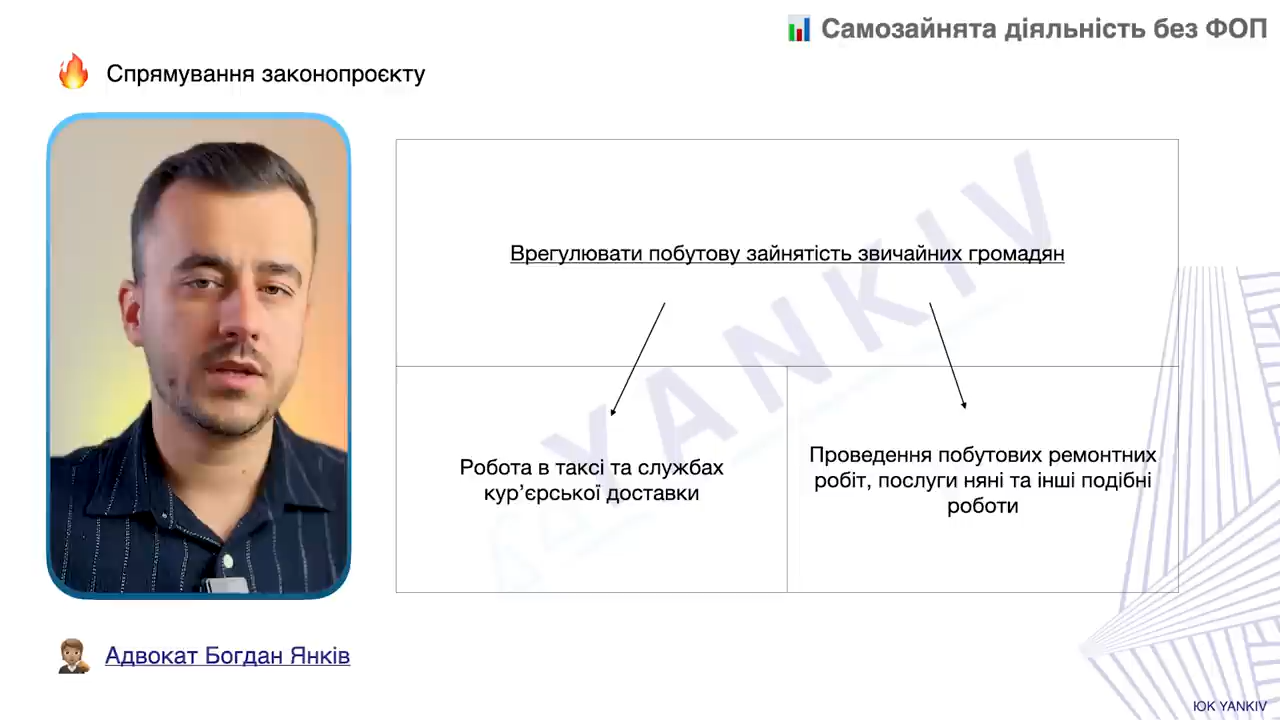 Самозайнята діяльність без ФОП
Спрямування законопроєкту
Врегулювати побутову зайнятість звичайних громадян
Робота в таксі та службах
кур’єрської доставки
Проведення побутових ремонтних
робіт, послуги няні та інші подібні
роботи
YANKIV
Адвокат Богдан Янків
ЮК YANKIV